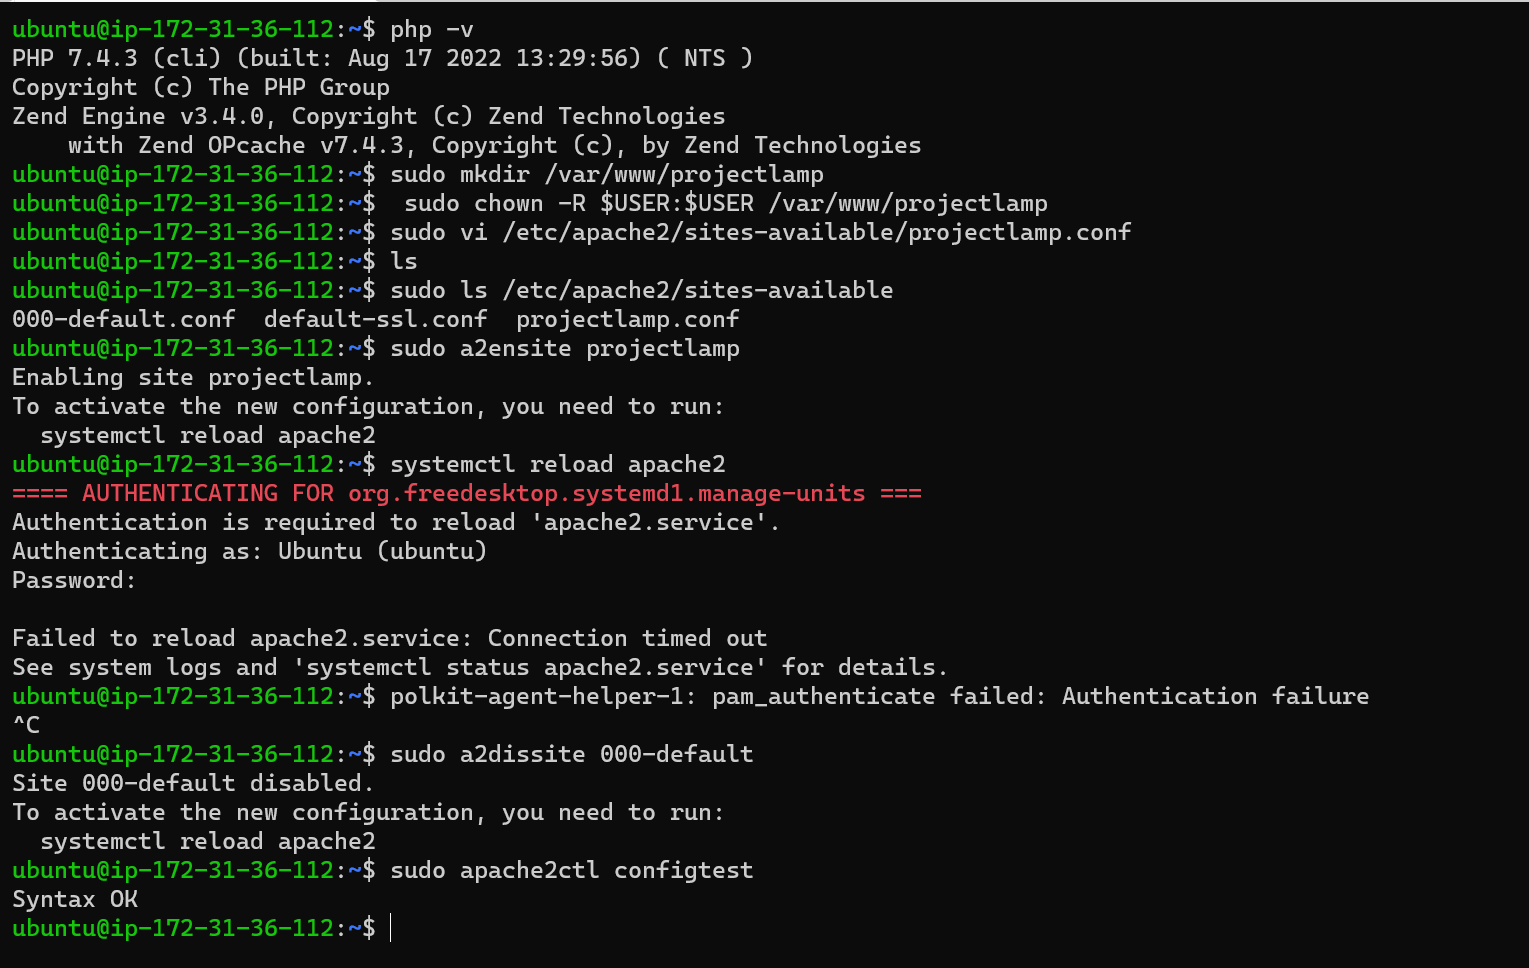 ubuntu@ip-172-31-36-112:~$ php -v
PHP 7.4.3 (cli) (built: Aug 17 2022 13:29:56) ( NTS )
Copyright (c) The PHP Group
Zend Engine v3.4.0, Copyright (c) Zend Technologies
    with Zend OPcache v7.4.3, Copyright (c), by Zend Technologies
ubuntu@ip-172-31-36-112:~$ sudo mkdir /var/www/projectlamp
ubuntu@ip-172-31-36-112:~$  sudo chown -R $USER:$USER /var/www/projectlamp
ubuntu@ip-172-31-36-112:~$ sudo vi /etc/apache2/sites-available/projectlamp.conf
ubuntu@ip-172-31-36-112:~$ ls
ubuntu@ip-172-31-36-112:~$ sudo ls /etc/apache2/sites-available
000-default.conf  default-ssl.conf  projectlamp.conf
ubuntu@ip-172-31-36-112:~$ sudo a2ensite projectlamp
Enabling site projectlamp.
To activate the new configuration, you need to run:
  systemctl reload apache2
ubuntu@ip-172-31-36-112:~$ systemctl reload apache2
==== AUTHENTICATING FOR org.freedesktop.systemd1.manage-units ===
Authentication is required to reload 'apache2.service'.
Authenticating as: Ubuntu (ubuntu)
Password:
Failed to reload apache2.service: Connection timed out
See system logs and 'systemctl status apache2.service' for details.
ubuntu@ip-172-31-36-112:~$ polkit-agent-helper-1: pam_authenticate failed: Authentication failure
^C
ubuntu@ip-172-31-36-112:~$ sudo a2dissite 000-default
Site 000-default disabled.
To activate the new configuration, you need to run:
  systemctl reload apache2
ubuntu@ip-172-31-36-112:~$ sudo apache2ctl configtest
Syntax OK
ubuntu@ip-172-31-36-112:~$